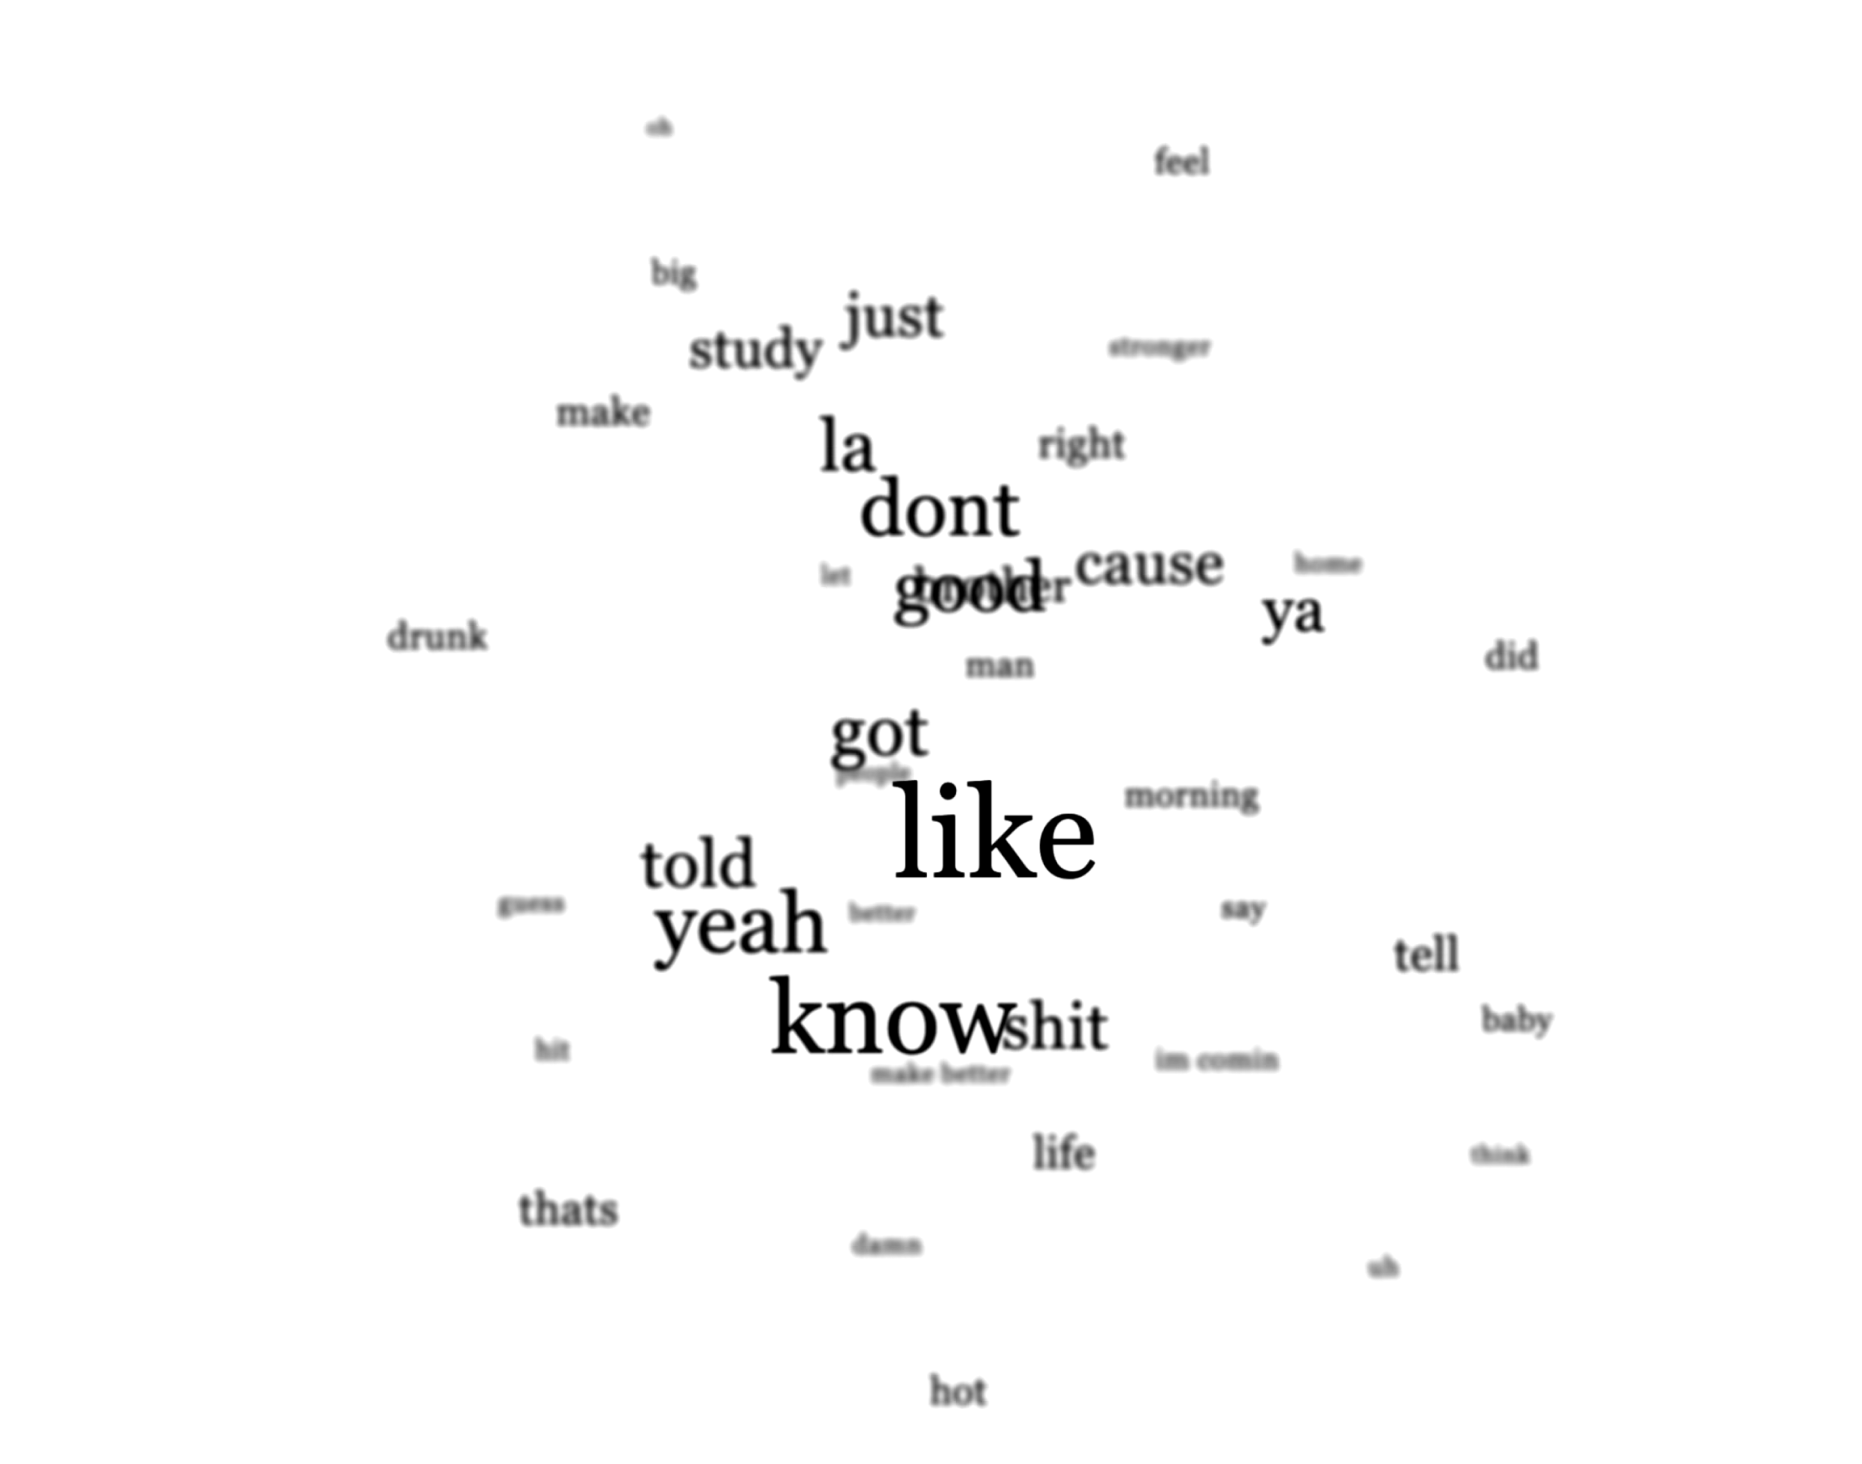 oh
feel
big
just
study
stronger
make
la
right
dont
cause
home
let
good
brother
ya
drunk
did
man
got
people
morning
like
told
guess
better
say
yeah
tell
know
shit
baby
hit
im comin
make better
life
think
thats
damn
uh
hot